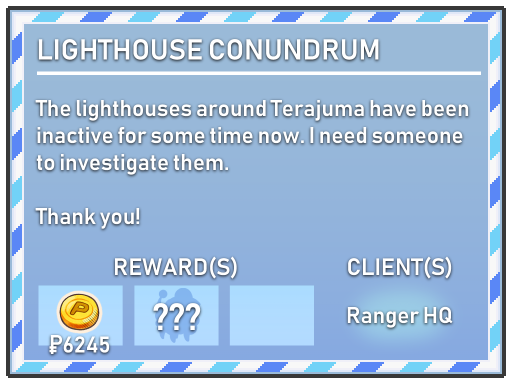 LIGHTHOUSE CONUNDRUM
The lighthouses around Terajuma have been
inactive for some time now. I need someone
to investigate them.
Thank you!
REWARD(S)
CLIENT(S)
P
???
Ranger HQ
₽6245